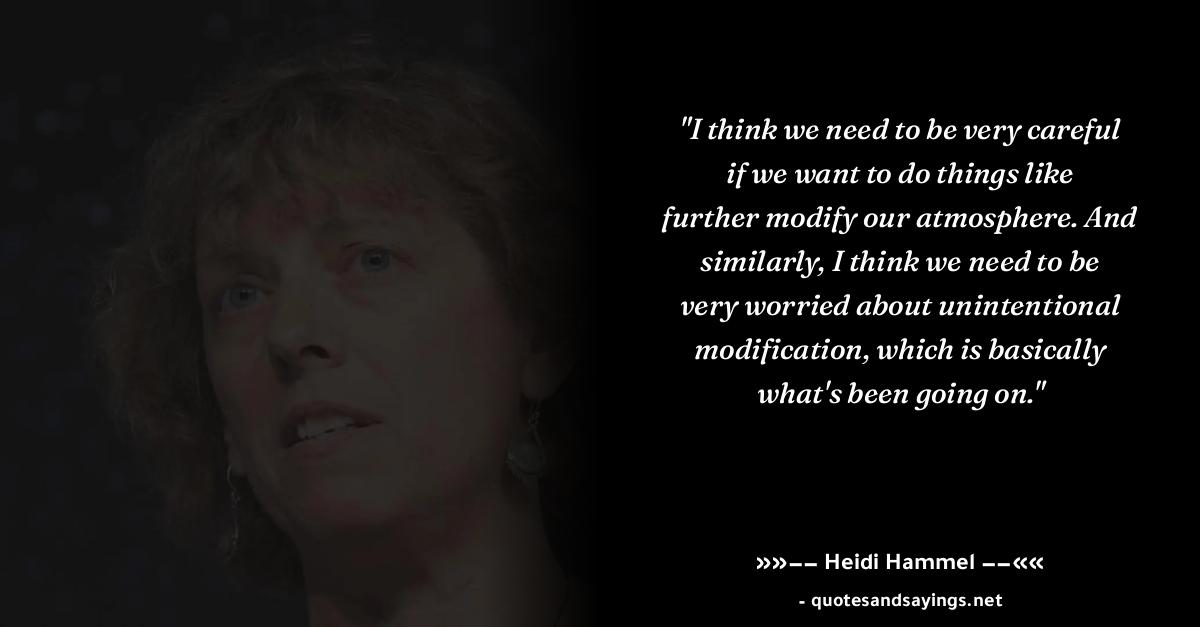 "I think we need to be very careful
if we want to do things like
further modify our atmosphere. And
similarly, I think we need to be
very worried about unintentional
modification, which is basically
what's been going on."
»»-- Heidi Hammel --««
- quotesandsayings.net